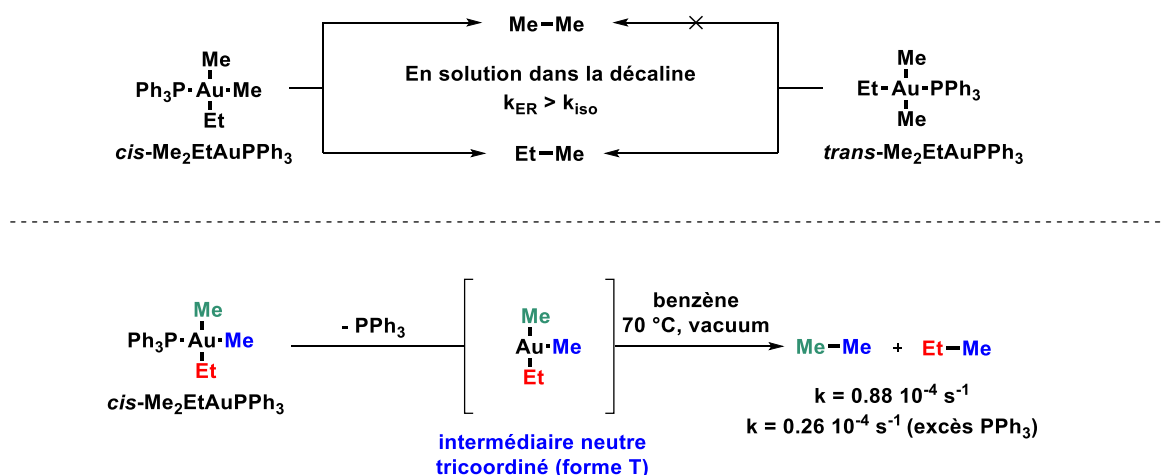 Me–Me
Me
Ph3P·Au·Me
Et
cis-Me2EtAuPPh3
En solution dans la décaline
kER > kiso
Et–Me
Me
Et–Au–PPh3
Me
trans-Me2EtAuPPh3
Me
Ph3P·Au·Me
Et
cis-Me2EtAuPPh3
- PPh3
Me
Au·Me
Et
intermédiaire neutre
tricoordiné (forme T)
benzène
70 °C, vacuum
Me–Me + Et–Me
k = 0.88 10-4 s-1
k = 0.26 10-4 s-1 (excès PPh3)